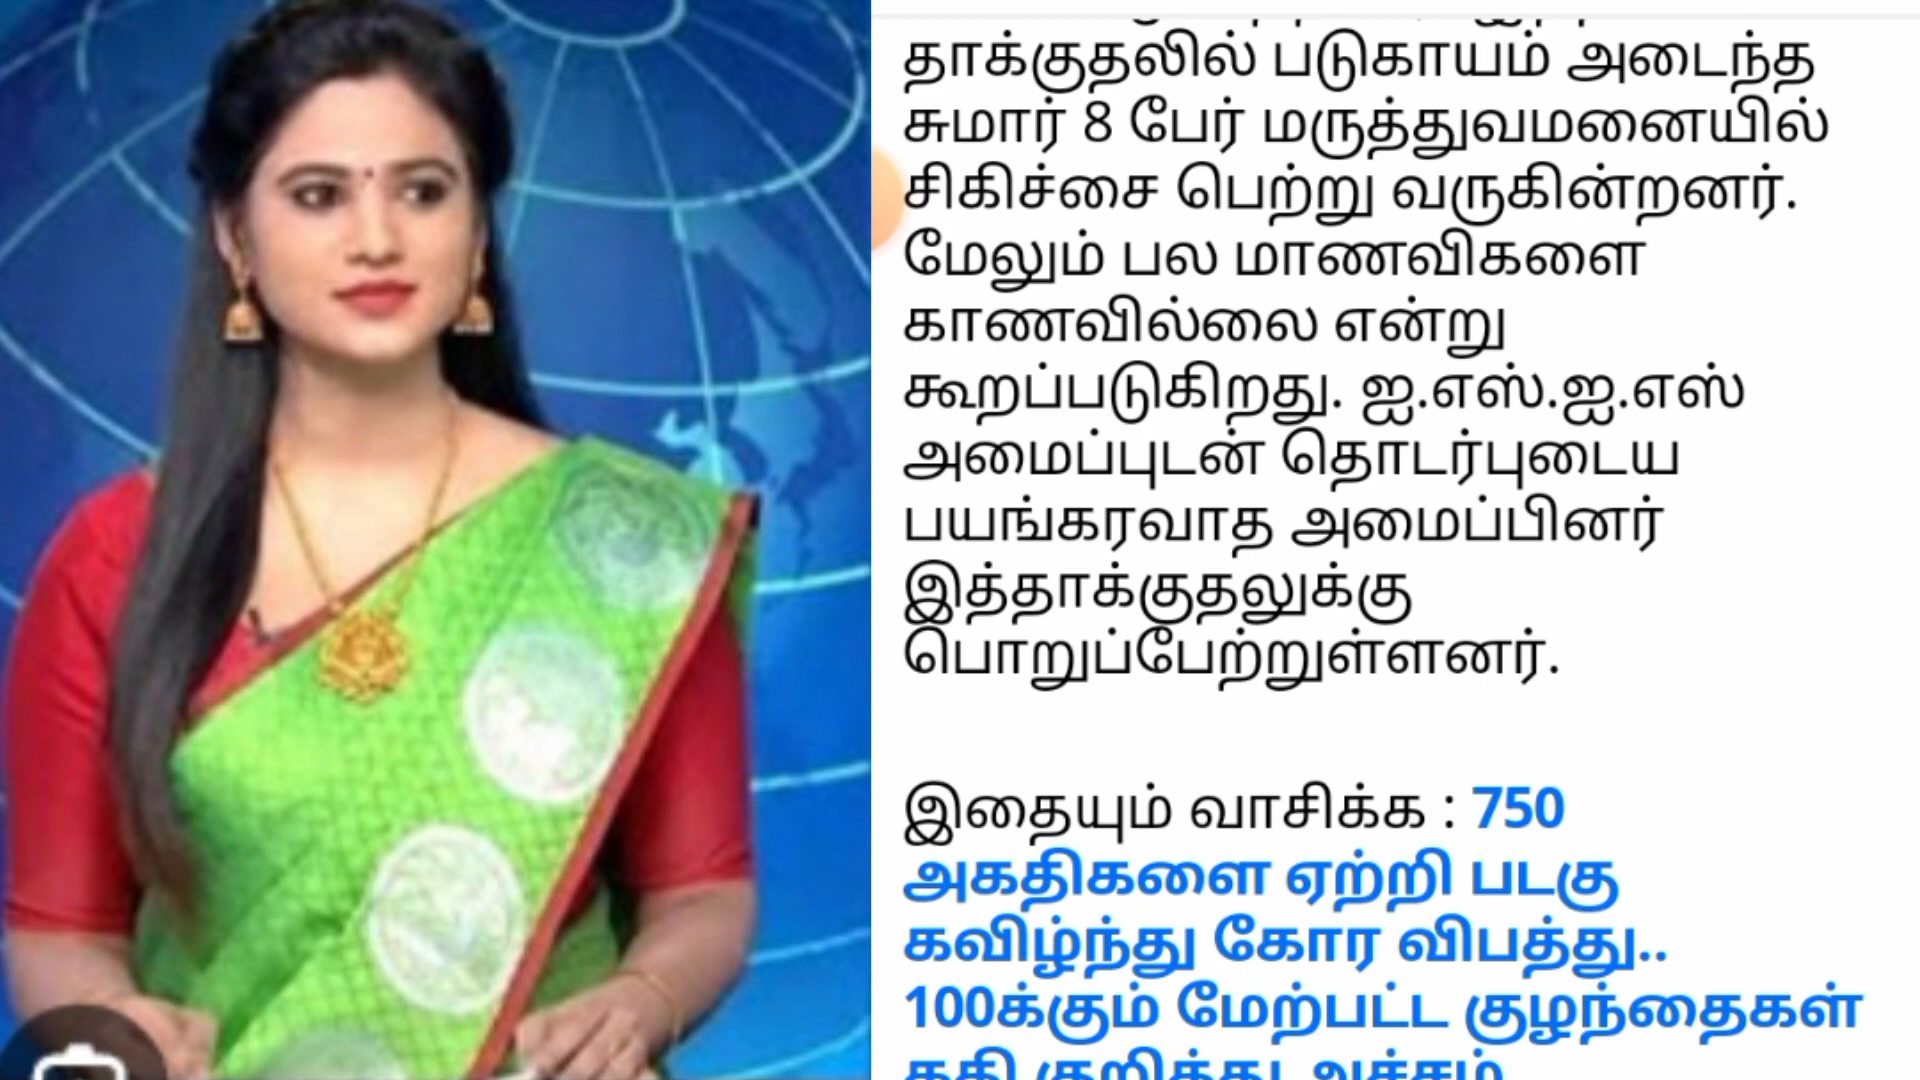 தாக்குதலில் படுகாயம் அடைந்த
சுமார் 8 பேர் மருத்துவமனையில்
சிகிச்சை பெற்று வருகின்றனர்.
மேலும் பல மாணவிகளை
காணவில்லை என்று
கூறப்படுகிறது. ஐ.எஸ்.ஐ.எஸ்
அமைப்புடன் தொடர்புடைய
பயங்கரவாத அமைப்பினர்
இத்தாக்குதலுக்கு
பொறுப்பேற்றுள்ளனர்.
இதையும் வாசிக்க : 750
அகதிகளை ஏற்றி படகு
கவிழ்ந்து கோர விபத்து..
100க்கும் மேற்பட்ட குழந்தைகள்